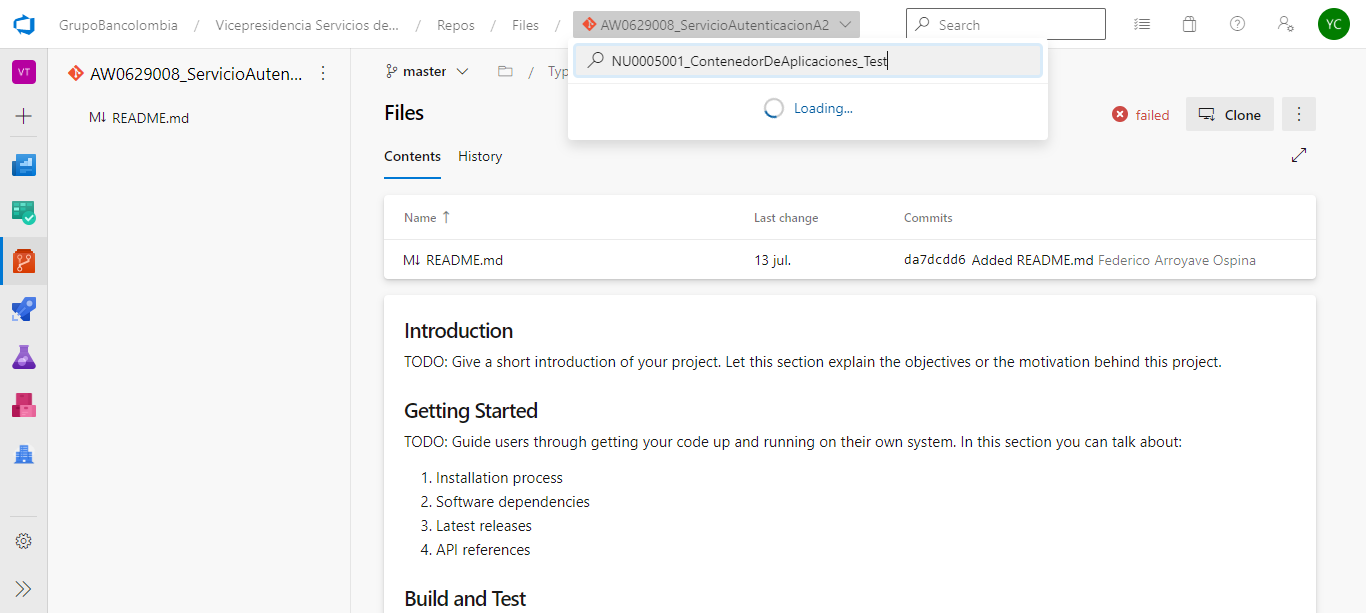 GrupoBancolombia / Vicepresidencia Servicios de... / Repos / Files / AW0629008_ServicioAutenticacionA2
Search
YC
VT
AW0629008_ServicioAuten...
README.md
master
/ Typ
NU0005001_ContenedorDeAplicaciones_Test
Loading...
Files
failed
Clone
Contents
History
Name ↑ Last change Commits
M↓ README.md 13 jul. da7dcdd6 Added README.md Federico Arroyave Ospina
Introduction
TODO: Give a short introduction of your project. Let this section explain the objectives or the motivation behind this project.
Getting Started
TODO: Guide users through getting your code up and running on their own system. In this section you can talk about:
1. Installation process
2. Software dependencies
3. Latest releases
4. API references
Build and Test